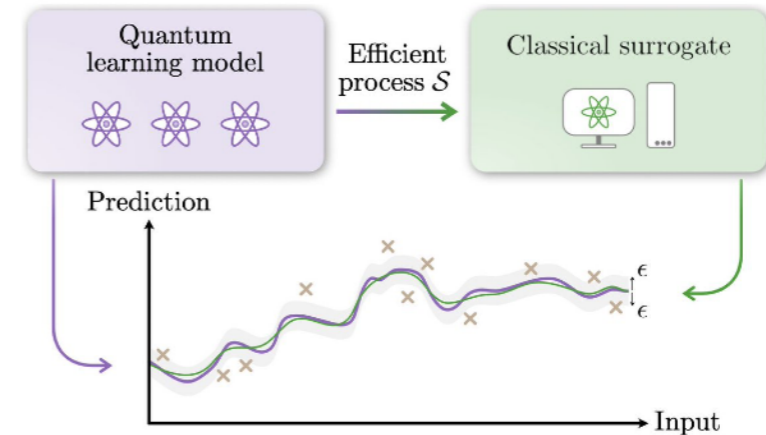 Quantum
learning model
Efficient
process 𝒮
Classical surrogate
Prediction
ϵ
ϵ
Input